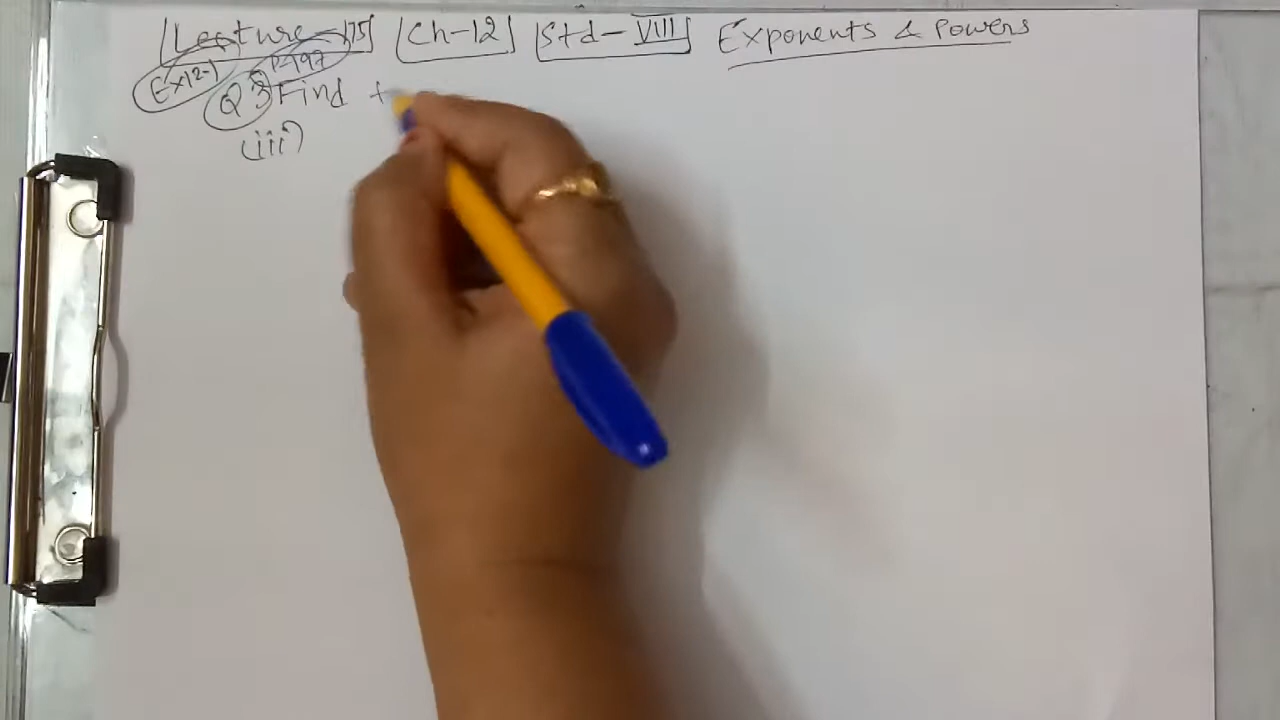 Lecture-175 Ch-12 Std-VIII Exponents & Powers
Ex12-1 P-197
Q3 Find
(iii)